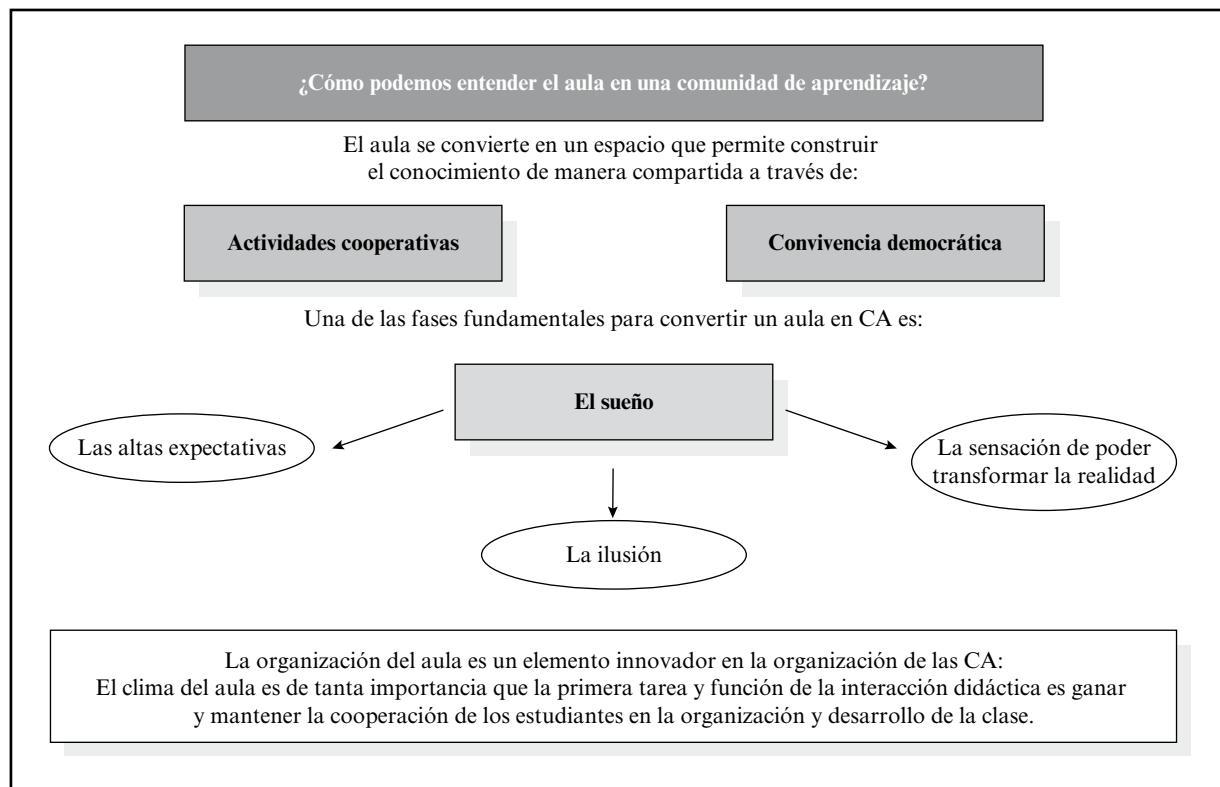 ¿Cómo podemos entender el aula en una comunidad de aprendizaje?
El aula se convierte en un espacio que permite construir
el conocimiento de manera compartida a través de:
Actividades cooperativas
Convivencia democrática
Una de las fases fundamentales para convertir un aula en CA es:
El sueño
Las altas expectativas
La sensación de poder
transformar la realidad
La ilusión
La organización del aula es un elemento innovador en la organización de las CA:
El clima del aula es de tanta importancia que la primera tarea y función de la interacción didáctica es ganar
y mantener la cooperación de los estudiantes en la organización y desarrollo de la clase.